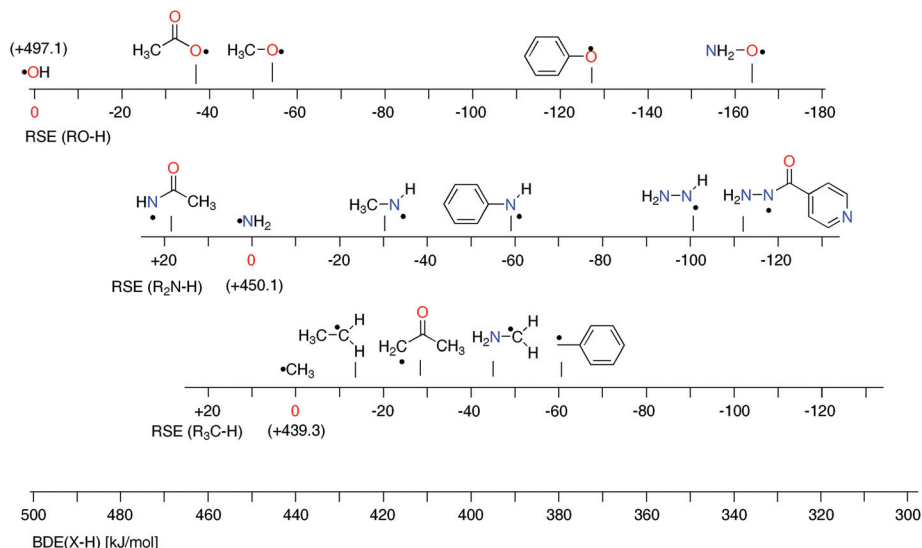 (+497.1)
•OH
O
H3C
O•
H3C-O•
O
NH2-O•
0 -20 -40 -60 -80 -100 -120 -140 -160 -180
RSE (RO-H)
O
HN
CH3
•NH2
H
H3C-N
H
N
H
H2N-N
O
H2N-N
N
+20 0 -20 -40 -60 -80 -100 -120
RSE (R2N-H) (+450.1)
•CH3
H
H3C-C
H
O
H2C
CH3
H
H2N-C
H
+20 0 -20 -40 -60 -80 -100 -120
RSE (R3C-H) (+439.3)
500 480 460 440 420 400 380 360 340 320 300
BDE(X-H) [kJ/mol]